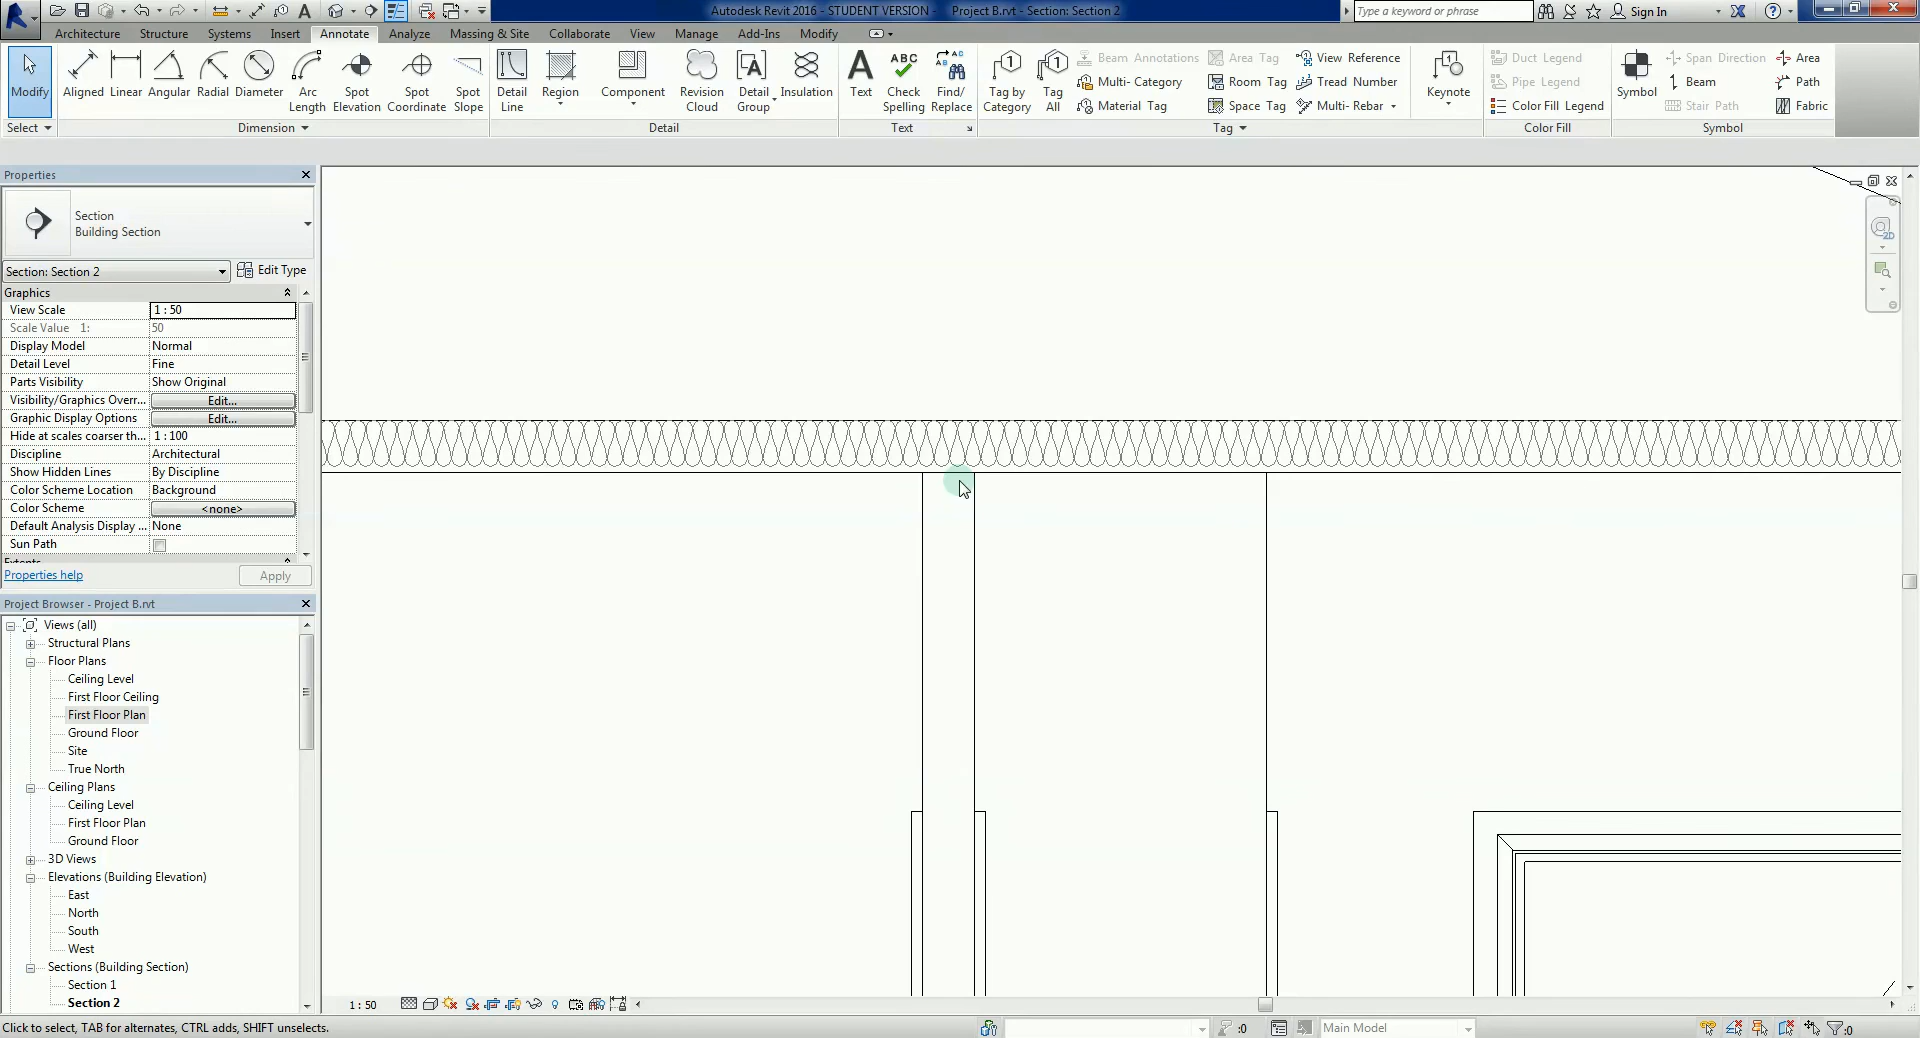 Autodesk Revit 2016 - STUDENT VERSION - Project B.rvt - Section: Section 2
Type a keyword or phrase
Sign In
Architecture Structure Systems Insert Annotate Analyze Massing & Site Collaborate View Manage Add-Ins Modify
Modify
Aligned Linear Angular Radial Diameter Arc Length Spot Elevation Spot Coordinate Spot Slope
Detail Line Region Component Revision Cloud Detail Group Insulation
Text Check Spelling Find/ Replace
ABC
Tag by Category Tag All
Beam Annotations Area Tag View Reference
Multi- Category Room Tag Tread Number
Material Tag Space Tag Multi- Rebar
Keynote
Duct Legend
Pipe Legend
Color Fill Legend
Symbol
Span Direction Area
Beam Path
Stair Path Fabric
Select Dimension Detail Text Tag Color Fill Symbol
Properties
Section
Building Section
Section: Section 2 Edit Type
Graphics
View Scale 1 : 50
Scale Value 1: 50
Display Model Normal
Detail Level Fine
Parts Visibility Show Original
Visibility/Graphics Overr... Edit...
Graphic Display Options Edit...
Hide at scales coarser th... 1 : 100
Discipline Architectural
Show Hidden Lines By Discipline
Color Scheme Location Background
Color Scheme <none>
Default Analysis Display ... None
Sun Path
Extents
Properties help Apply
Project Browser - Project B.rvt
Views (all)
Structural Plans
Floor Plans
Ceiling Level
First Floor Ceiling
First Floor Plan
Ground Floor
Site
True North
Ceiling Plans
Ceiling Level
First Floor Plan
Ground Floor
3D Views
Elevations (Building Elevation)
East
North
South
West
Sections (Building Section)
Section 1
Section 2
2D
1 : 50
Click to select, TAB for alternates, CTRL adds, SHIFT unselects.
:0
Main Model
:0